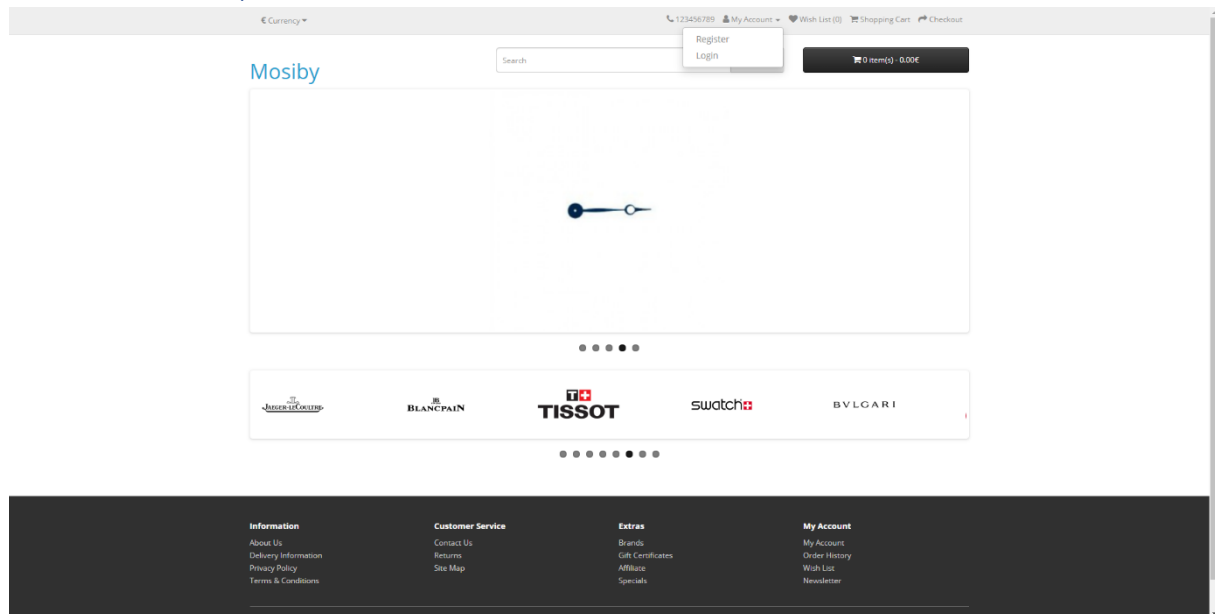 € Currency
123456789 My Account Wish List (0) Shopping Cart Checkout
Register
Login
Search
0 item(s) - 0.00€
Mosiby
JAEGER-LECOULTRE
JB
BLANCPAIN
T+
TISSOT
swatch
BVLGARI
Information
About Us
Delivery Information
Privacy Policy
Terms & Conditions
Customer Service
Contact Us
Returns
Site Map
Extras
Brands
Gift Certificates
Affiliate
Specials
My Account
My Account
Order History
Wish List
Newsletter